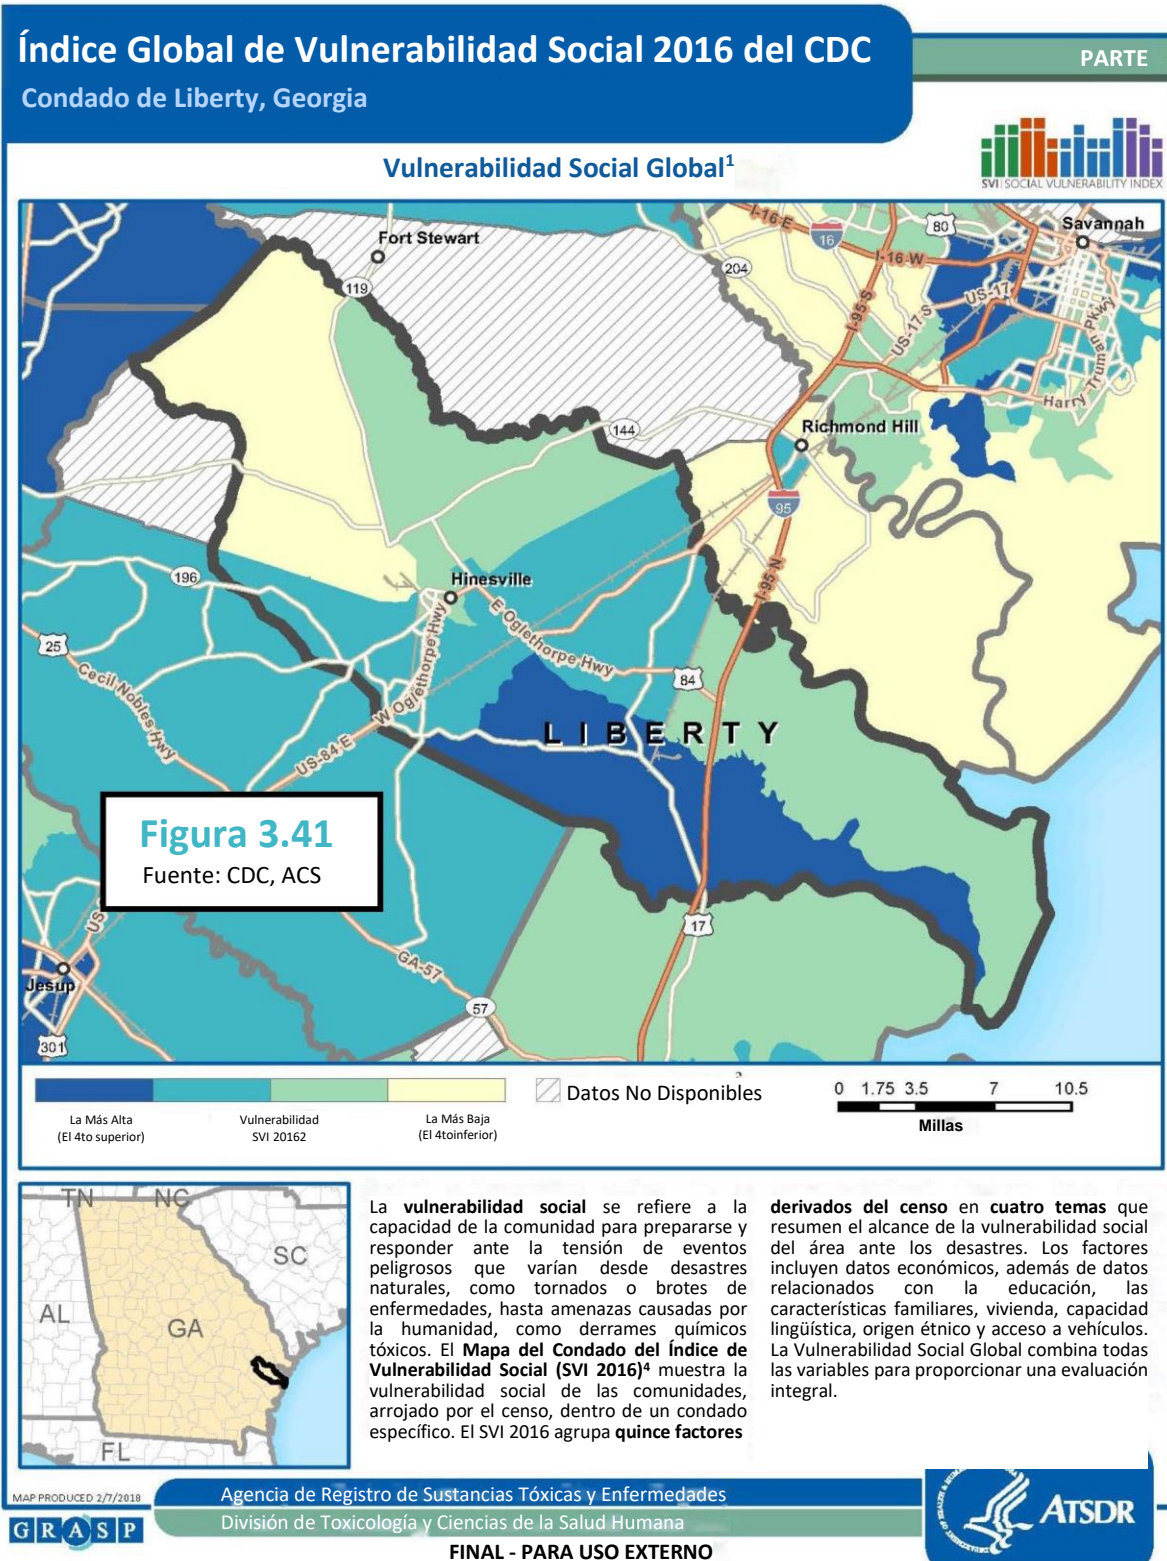 Índice Global de Vulnerabilidad Social 2016 del CDC
Condado de Liberty, Georgia
PARTE
SVI SOCIAL VULNERABILITY INDEX
Vulnerabilidad Social Global1
Fort Stewart
119
I-16 E
16
80
Savannah
I-16 W
204
I-95 S
US-17
US-17 S
Harry Truman Pkwy
144
Richmond Hill
95
I-95 N
196
Hinesville
E Oglethorpe Hwy
25
Cecil Nobles Hwy
W Oglethorpe Hwy
84
US-84 E
LIBERTY
Figura 3.41
Fuente: CDC, ACS
US
17
GA-57
Jesup
57
301
La Más Alta
(El 4to superior)
Vulnerabilidad
SVI 20162
La Más Baja
(El 4toinferior)
Datos No Disponibles
0 1.75 3.5 7 10.5
Millas
TN NC
SC
AL
GA
FL
La vulnerabilidad social se refiere a la
capacidad de la comunidad para prepararse y
responder ante la tensión de eventos
peligrosos que varían desde desastres
naturales, como tornados o brotes de
enfermedades, hasta amenazas causadas por
la humanidad, como derrames químicos
tóxicos. El Mapa del Condado del Índice de
Vulnerabilidad Social (SVI 2016)4 muestra la
vulnerabilidad social de las comunidades,
arrojado por el censo, dentro de un condado
específico. El SVI 2016 agrupa quince factores
derivados del censo en cuatro temas que
resumen el alcance de la vulnerabilidad social
del área ante los desastres. Los factores
incluyen datos económicos, además de datos
relacionados con la educación, las
características familiares, vivienda, capacidad
lingüística, origen étnico y acceso a vehículos.
La Vulnerabilidad Social Global combina todas
las variables para proporcionar una evaluación
integral.
MAP PRODUCED 2/7/2018
GRASP
Agencia de Registro de Sustancias Tóxicas y Enfermedades
División de Toxicología y Ciencias de la Salud Humana
FINAL - PARA USO EXTERNO
ATSDR